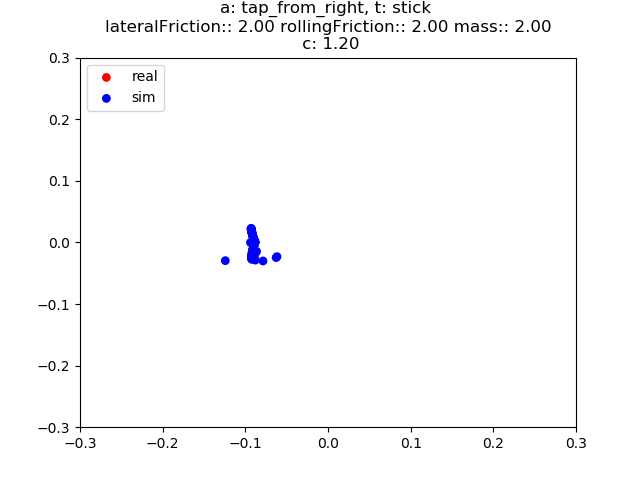 a: tap_from_right, t: stick
lateralFriction:: 2.00 rollingFriction:: 2.00 mass:: 2.00
c: 1.20
real
sim
0.3
0.2
0.1
0.0
−0.1
−0.2
−0.3
−0.3 −0.2 −0.1 0.0 0.1 0.2 0.3